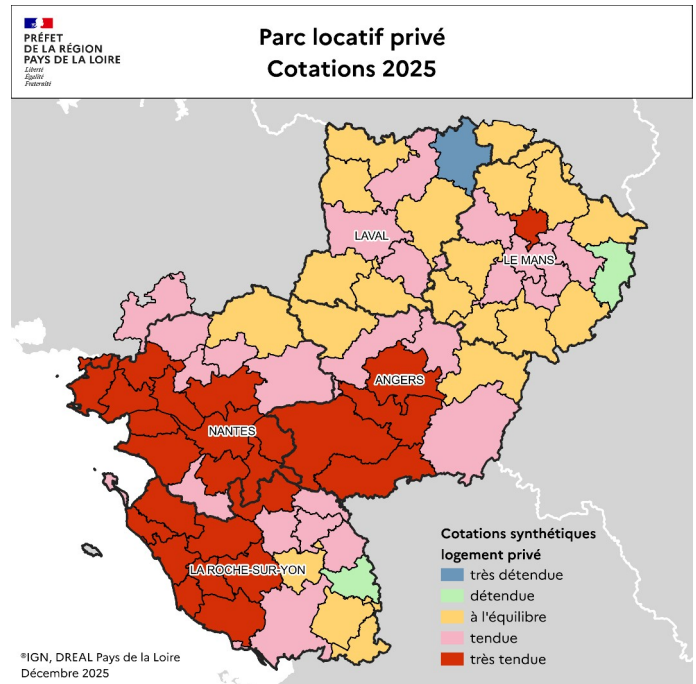 PRÉFET
DE LA RÉGION
PAYS DE LA LOIRE
Liberté
Égalité
Fraternité
Parc locatif privé
Cotations 2025
LAVAL
LE MANS
ANGERS
NANTES
LA ROCHE-SUR-YON
Cotations synthétiques
logement privé
très détendue
détendue
à l'équilibre
tendue
très tendue
®IGN, DREAL Pays de la Loire
Décembre 2025